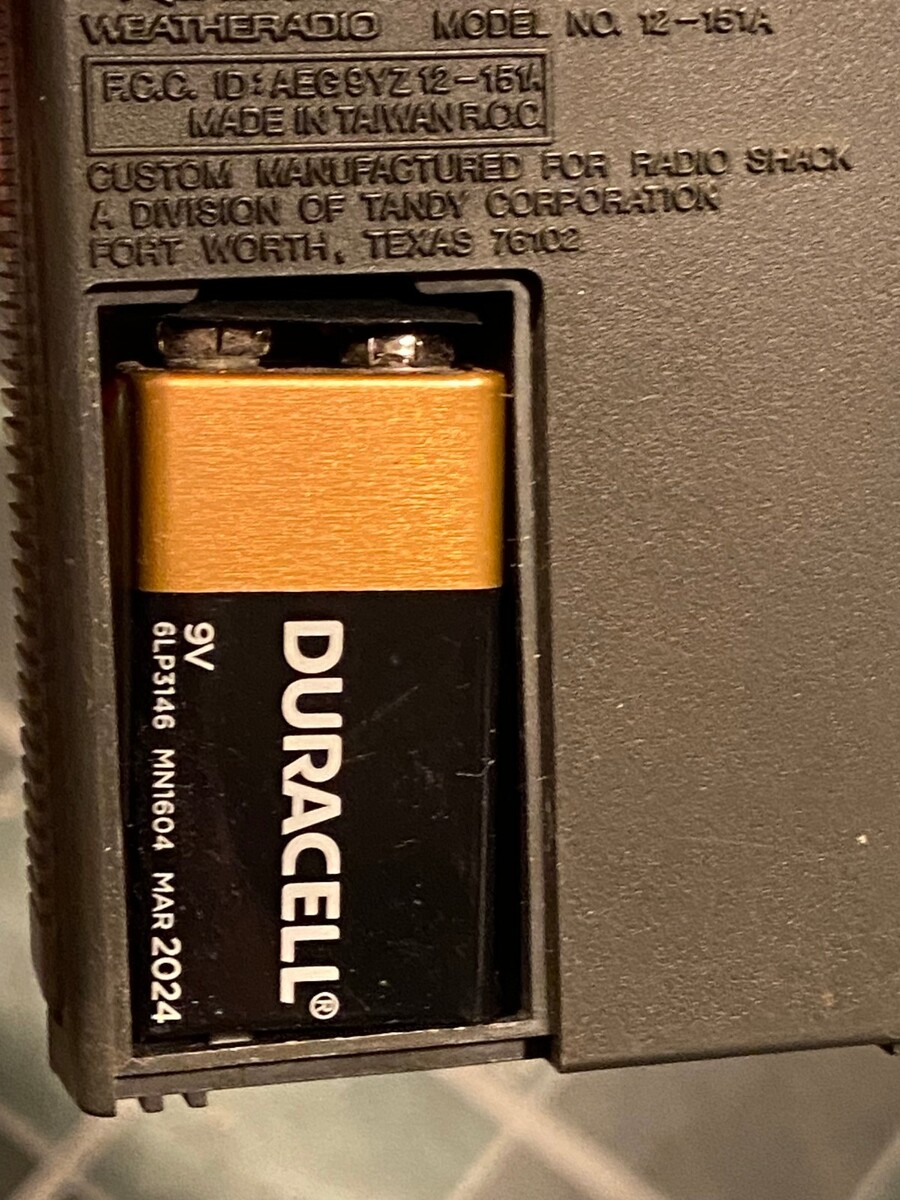 WEATHERADIO MODEL NO. 12-151A
F.C.C. ID: AEG9YZ 12-151A
MADE IN TAIWAN R.O.C.
CUSTOM MANUFACTURED FOR RADIO SHACK
A DIVISION OF TANDY CORPORATION
FORT WORTH, TEXAS 76102
DURACELL®
9V
6LP3146 MN1604 MAR 2024